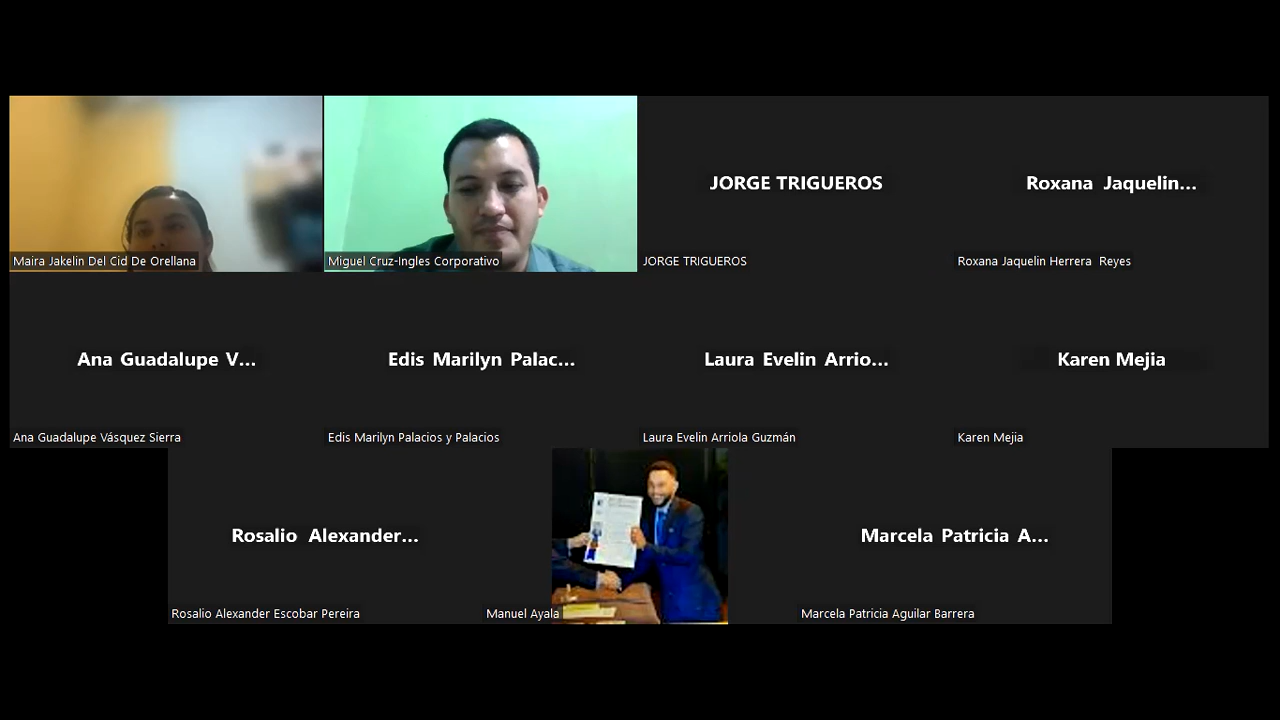 JORGE TRIGUEROS
Roxana Jaquelin...
Maira Jakelin Del Cid De Orellana
Miguel Cruz-Ingles Corporativo
JORGE TRIGUEROS
Roxana Jaquelin Herrera Reyes
Ana Guadalupe V...
Edis Marilyn Palac...
Laura Evelin Arrio...
Karen Mejia
Ana Guadalupe Vásquez Sierra
Edis Marilyn Palacios y Palacios
Laura Evelin Arriola Guzmán
Karen Mejia
Rosalio Alexander...
Marcela Patricia A...
Rosalio Alexander Escobar Pereira
Manuel Ayala
Marcela Patricia Aguilar Barrera